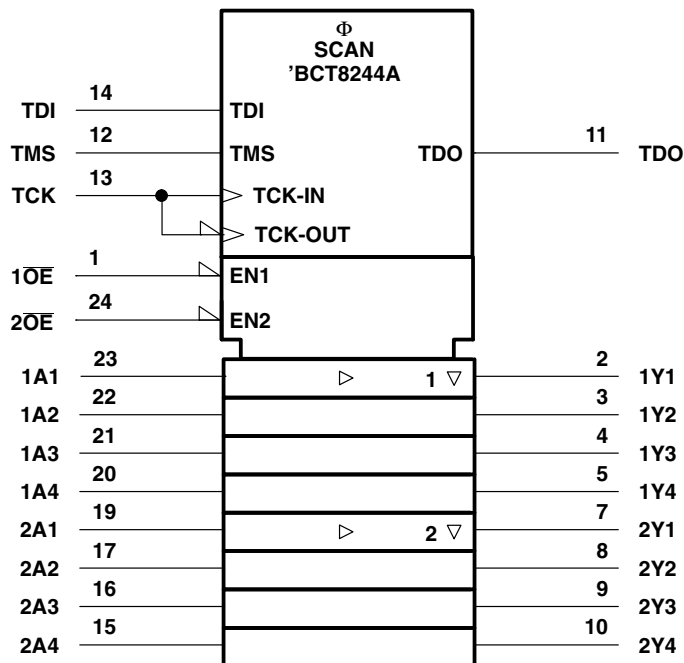 Φ
SCAN
'BCT8244A
14
TDI TDI
12
TMS TMS TDO 11 TDO
13
TCK TCK-IN
TCK-OUT
1
1O̅E̅ EN1
24
2O̅E̅ EN2
23 2
1A1 1 1Y1
22 3
1A2 1Y2
21 4
1A3 1Y3
20 5
1A4 1Y4
19 7
2A1 2 2Y1
17 8
2A2 2Y2
16 9
2A3 2Y3
15 10
2A4 2Y4